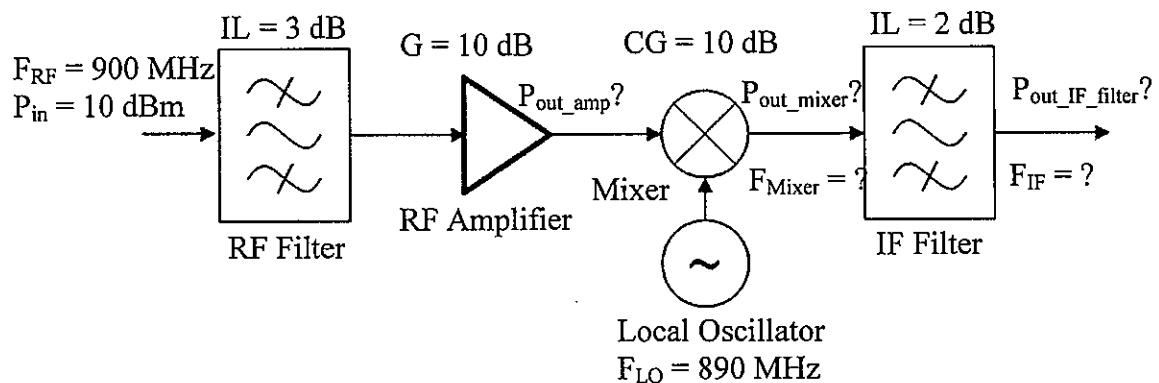 IL = 3 dB
G = 10 dB
CG = 10 dB
IL = 2 dB
F_RF = 900 MHz
P_in = 10 dBm
P_out_amp?
P_out_mixer?
P_out_IF_filter?
F_Mixer = ?
F_IF = ?
Mixer
RF Amplifier
RF Filter
IF Filter
~
Local Oscillator
F_LO = 890 MHz